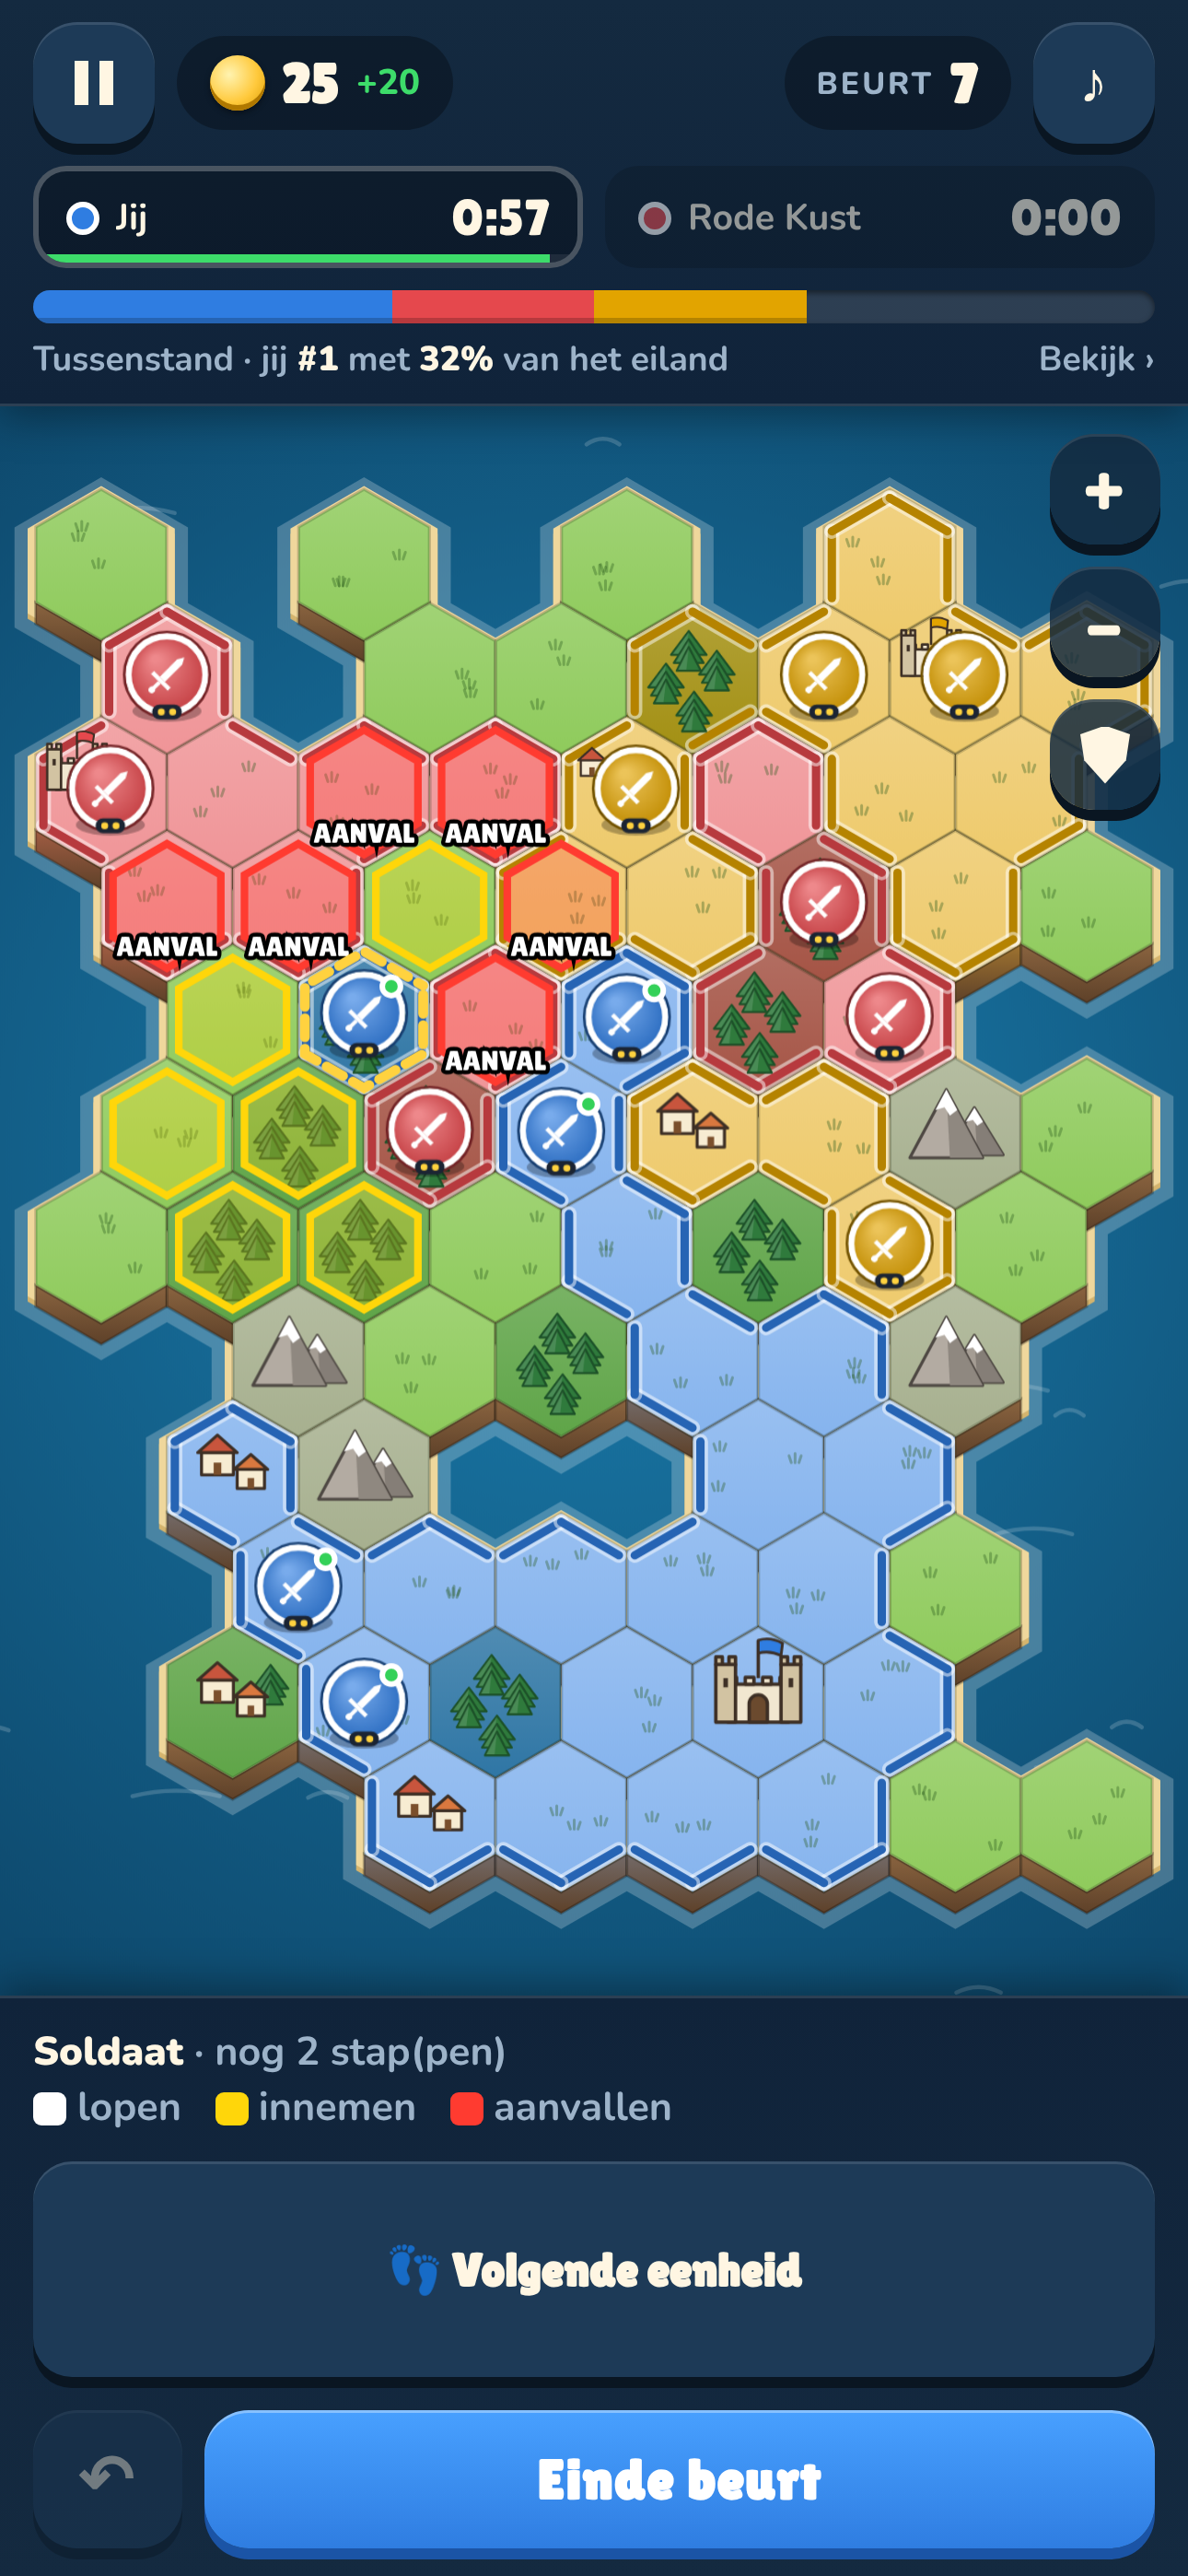 25 +20
BEURT 7
Jij 0:57
Rode Kust 0:00
Tussenstand · jij #1 met 32% van het eiland
Bekijk ›
AANVAL AANVAL
AANVAL AANVAL AANVAL
AANVAL
Soldaat · nog 2 stap(pen)
lopen innemen aanvallen
Volgende eenheid
Einde beurt